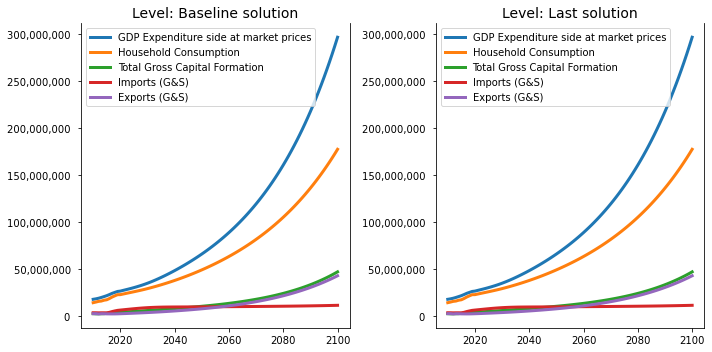 Level: Baseline solution
300,000,000
250,000,000
200,000,000
150,000,000
100,000,000
50,000,000
0
GDP Expenditure side at market prices
Household Consumption
Total Gross Capital Formation
Imports (G&S)
Exports (G&S)
2020
2040
2060
2080
2100
Level: Last solution
300,000,000
250,000,000
200,000,000
150,000,000
100,000,000
50,000,000
0
GDP Expenditure side at market prices
Household Consumption
Total Gross Capital Formation
Imports (G&S)
Exports (G&S)
2020
2040
2060
2080
2100